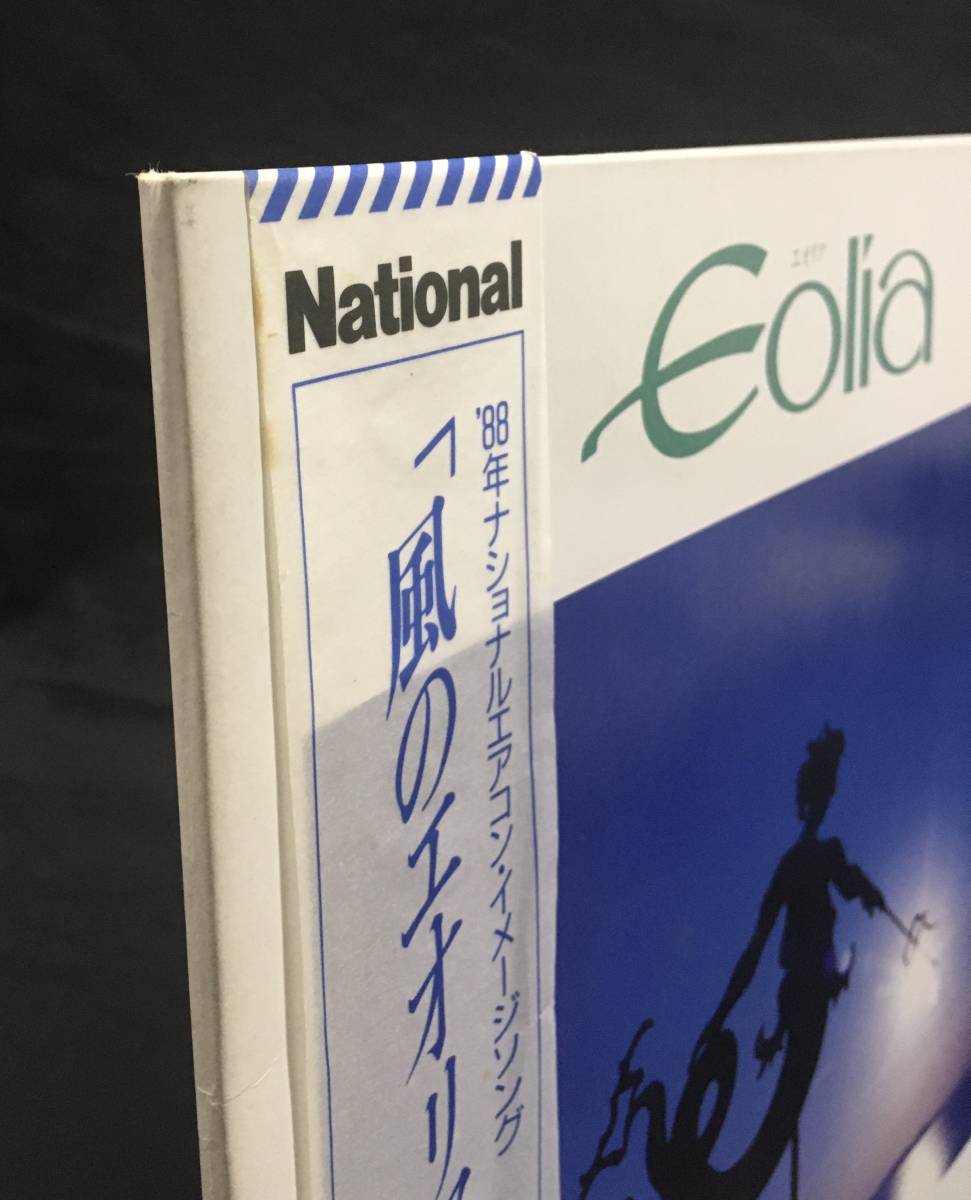 National
'88年ナショナルエアコン・イメージソング
風のエオリ
エオリア
Eolia